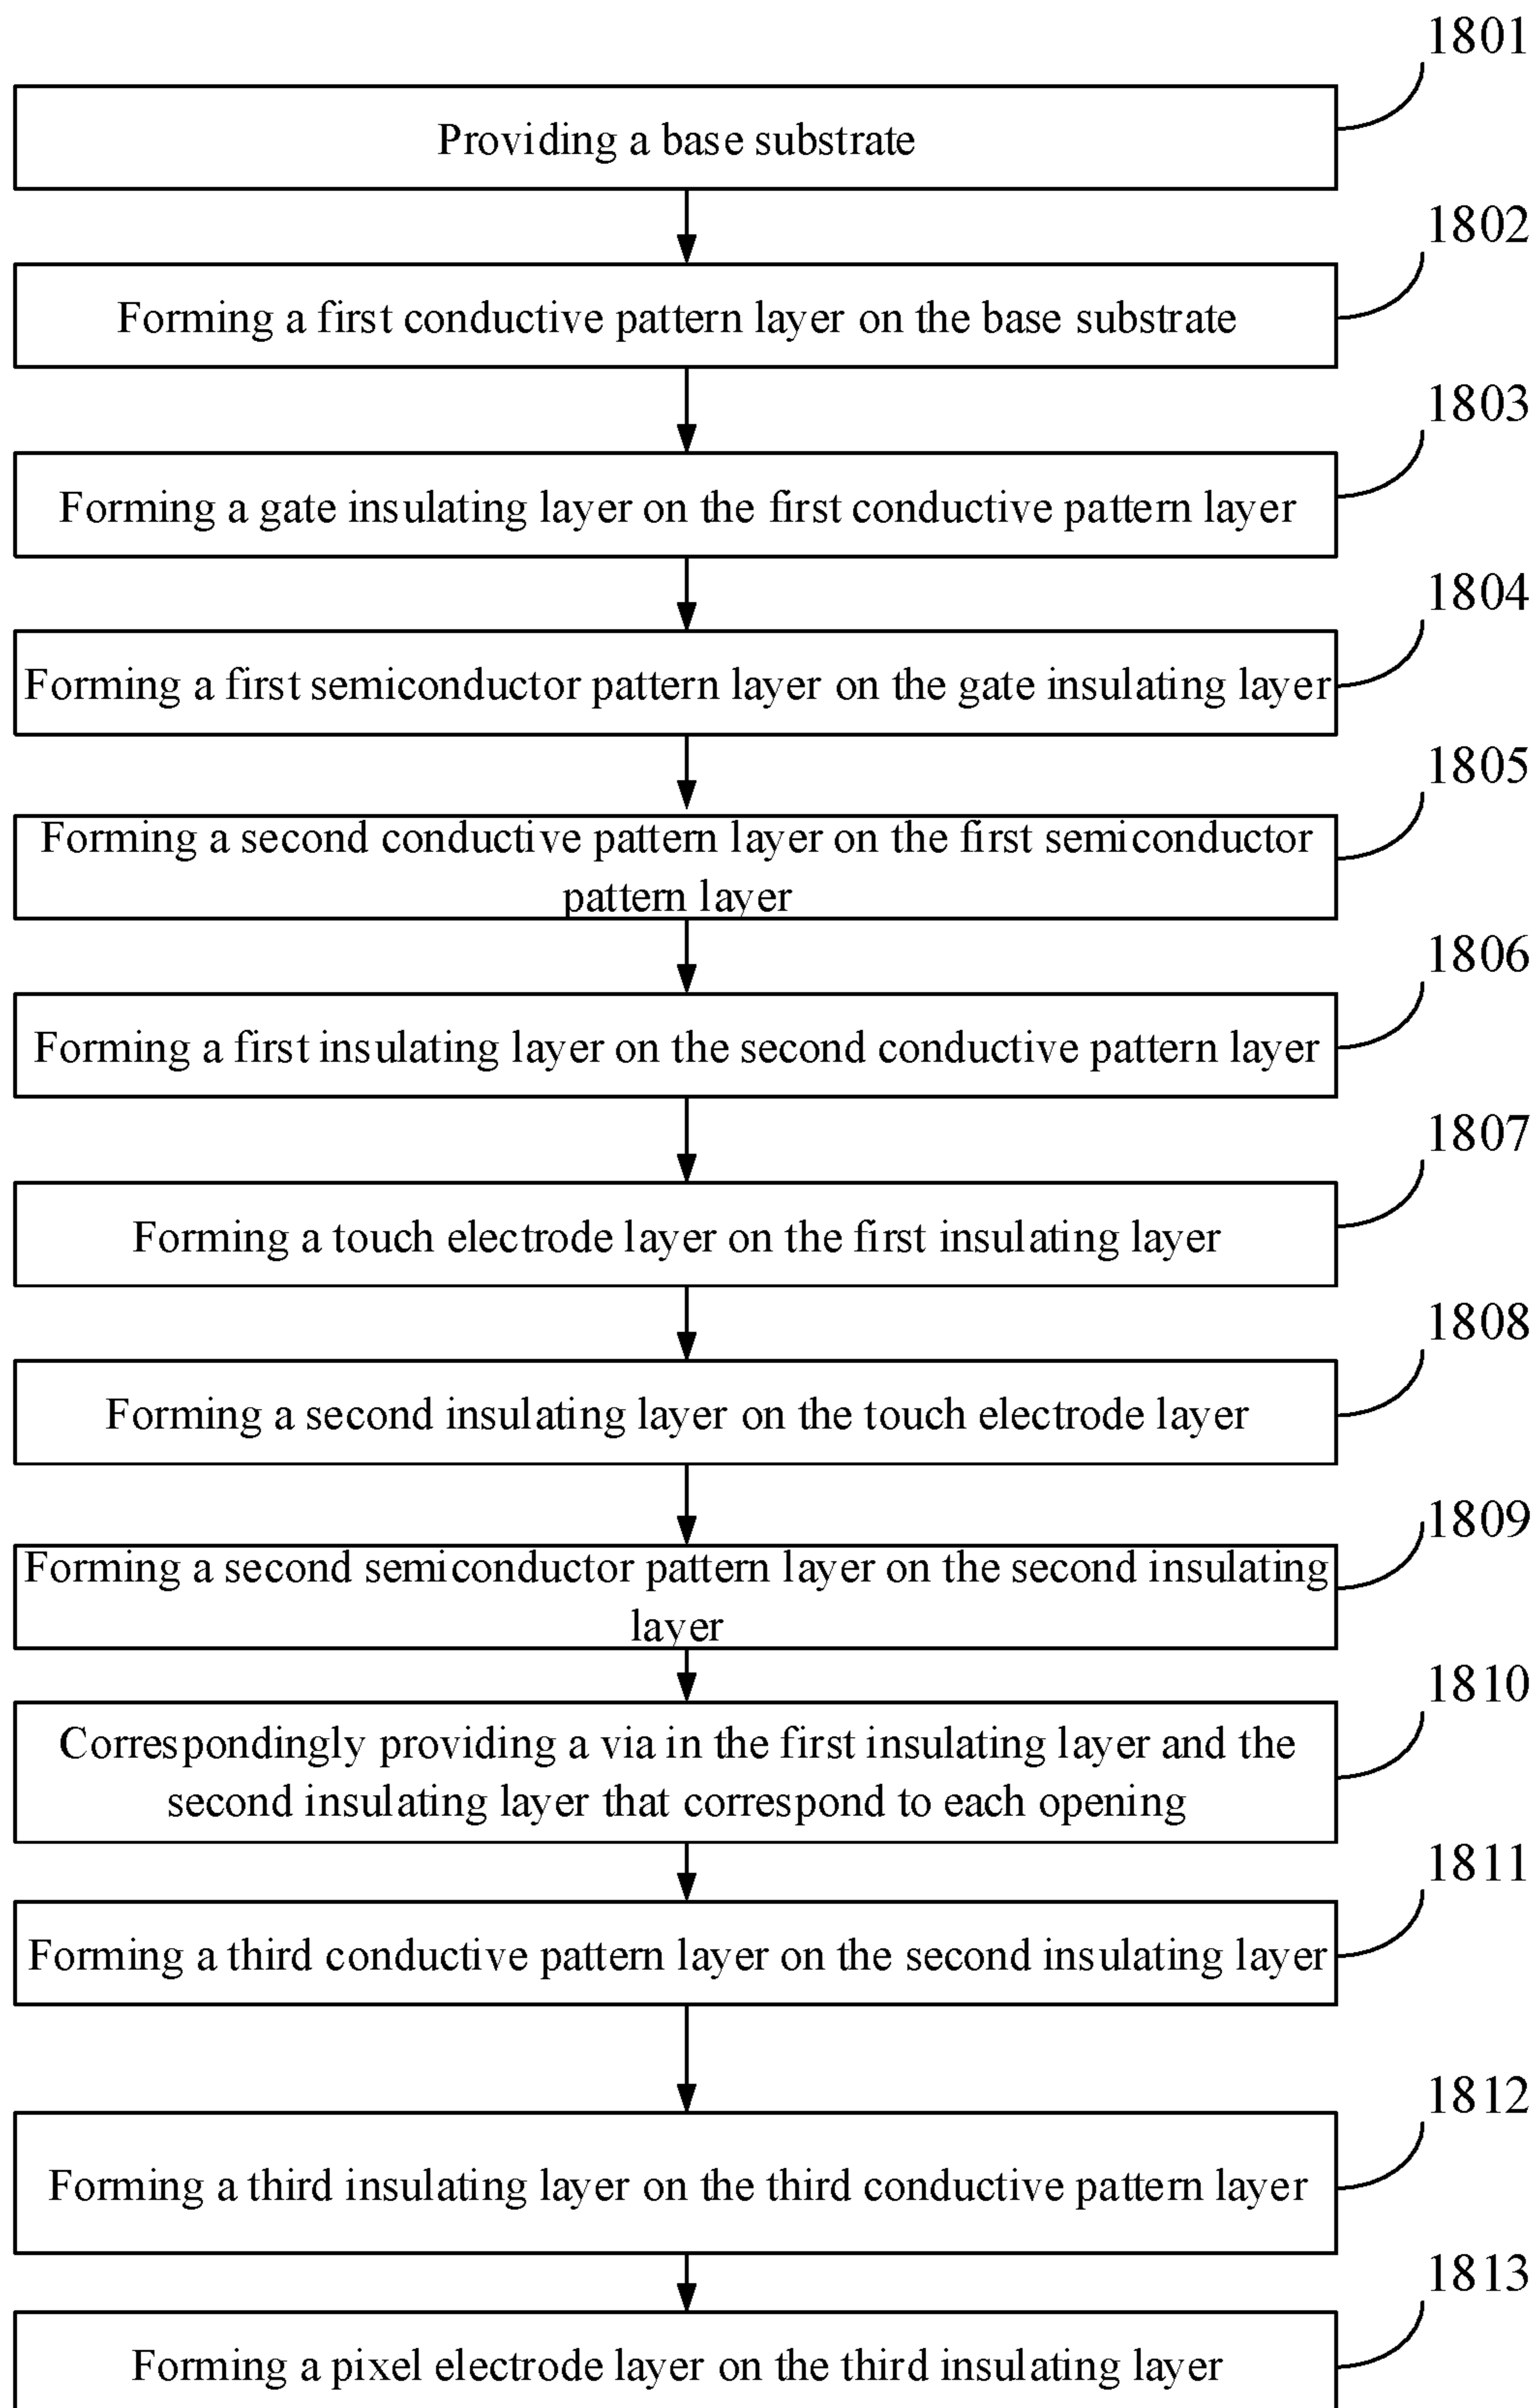 1801
Providing a base substrate
1802
Forming a first conductive pattern layer on the base substrate
1803
Forming a gate insulating layer on the first conductive pattern layer
1804
Forming a first semiconductor pattern layer on the gate insulating layer
1805
Forming a second conductive pattern layer on the first semiconductor
pattern layer
1806
Forming a first insulating layer on the second conductive pattern layer
1807
Forming a touch electrode layer on the first insulating layer
1808
Forming a second insulating layer on the touch electrode layer
1809
Forming a second semiconductor pattern layer on the second insulating
layer
1810
Correspondingly providing a via in the first insulating layer and the
second insulating layer that correspond to each opening
1811
Forming a third conductive pattern layer on the second insulating layer
1812
Forming a third insulating layer on the third conductive pattern layer
1813
Forming a pixel electrode layer on the third insulating layer